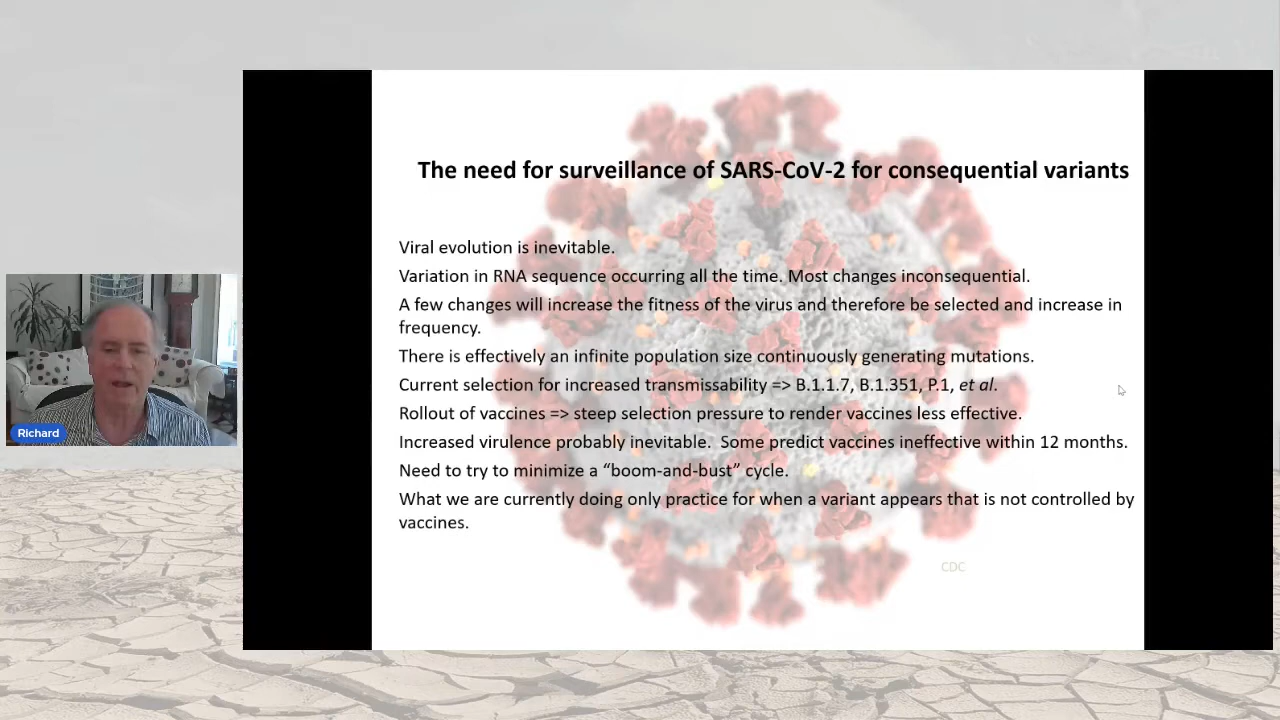 The need for surveillance of SARS-CoV-2 for consequential variants
Viral evolution is inevitable.
Variation in RNA sequence occurring all the time. Most changes inconsequential.
A few changes will increase the fitness of the virus and therefore be selected and increase in
frequency.
There is effectively an infinite population size continuously generating mutations.
Current selection for increased transmissability => B.1.1.7, B.1.351, P.1, et al.
Rollout of vaccines => steep selection pressure to render vaccines less effective.
Increased virulence probably inevitable.  Some predict vaccines ineffective within 12 months.
Need to try to minimize a “boom-and-bust” cycle.
What we are currently doing only practice for when a variant appears that is not controlled by
vaccines.
CDC
Richard